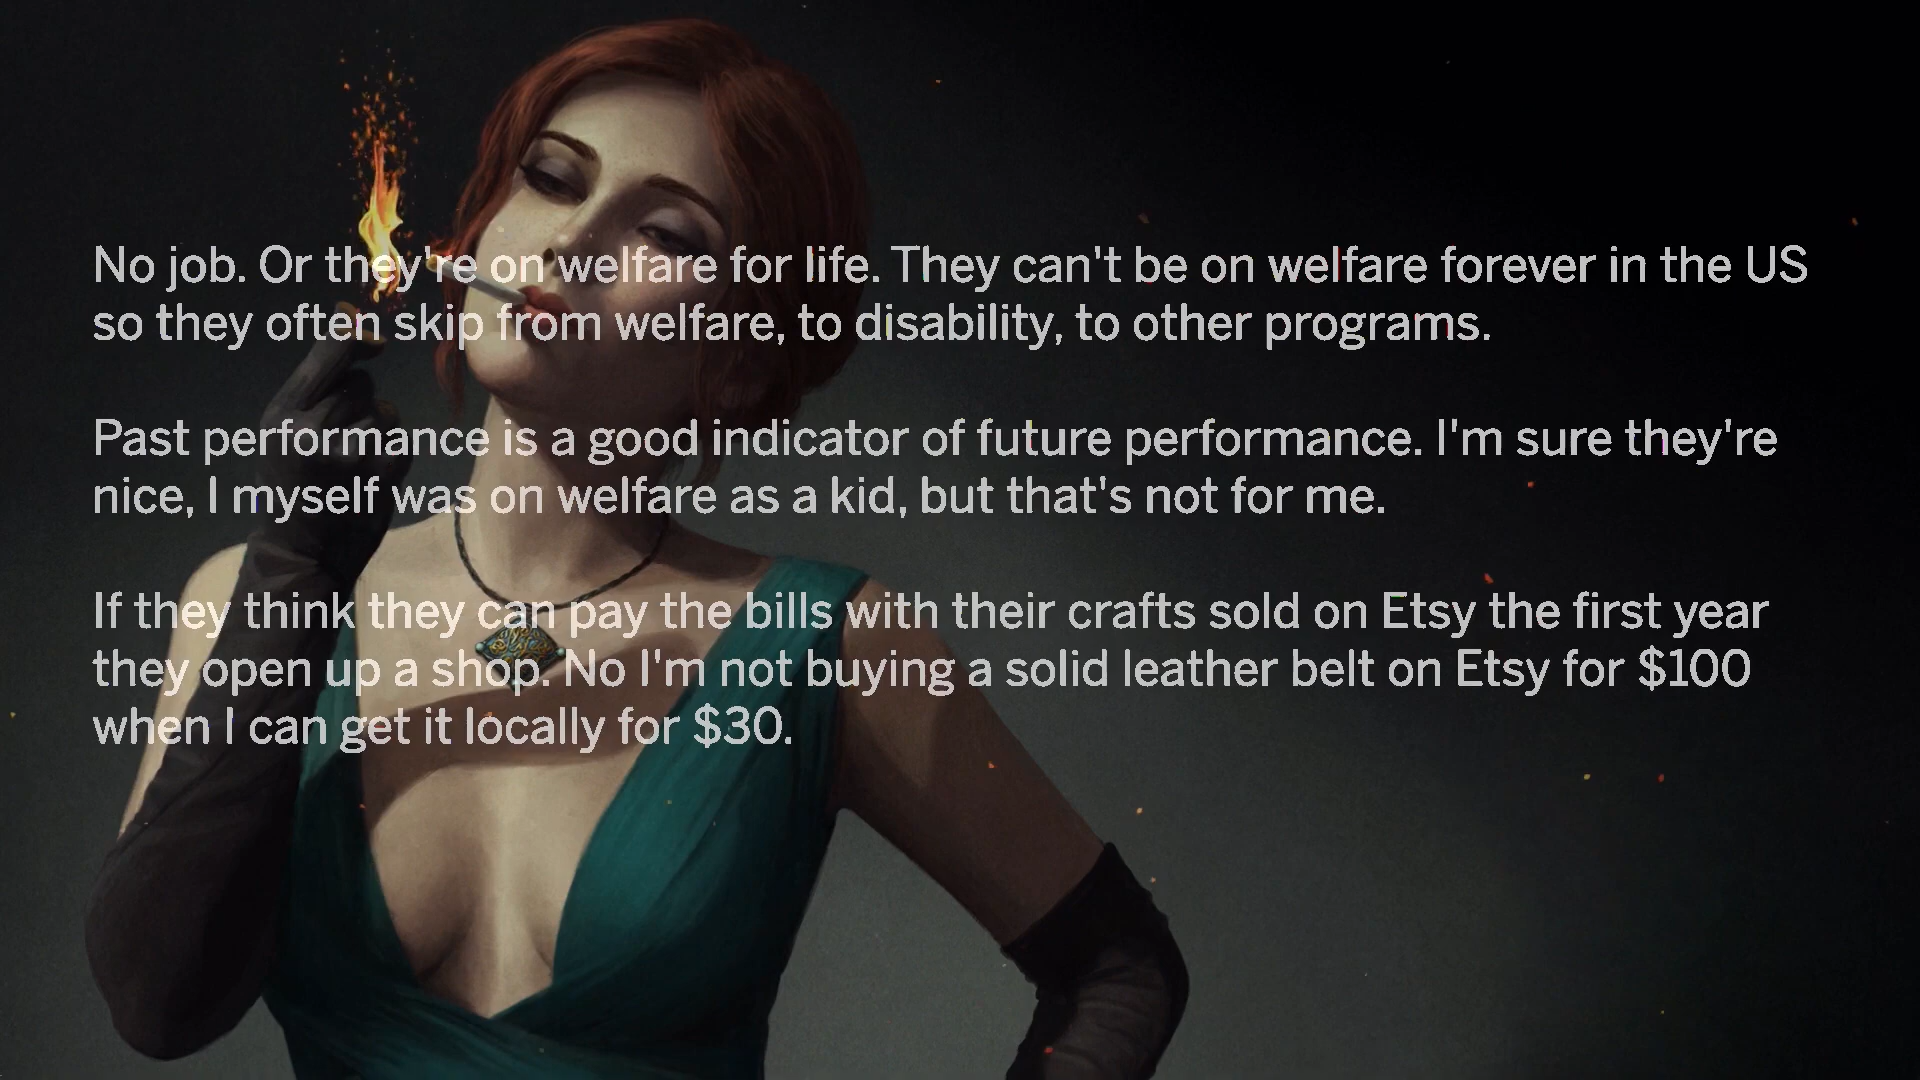 No job. Or they're on welfare for life. They can't be on welfare forever in the US
so they often skip from welfare, to disability, to other programs.
Past performance is a good indicator of future performance. I'm sure they're
nice, I myself was on welfare as a kid, but that's not for me.
If they think they can pay the bills with their crafts sold on Etsy the first year
they open up a shop. No I'm not buying a solid leather belt on Etsy for $100
when I can get it locally for $30.